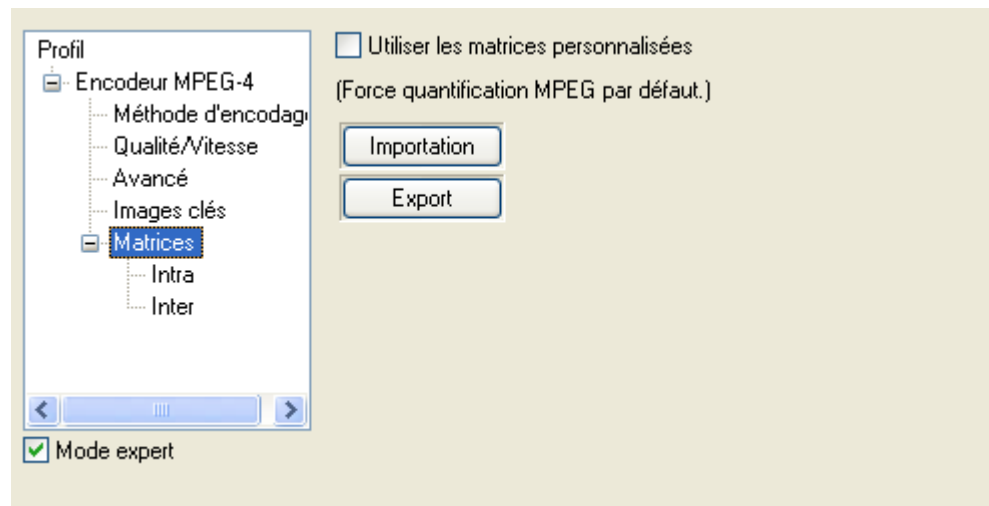 Profil
Encodeur MPEG-4
Méthode d'encodag
Qualité/Vitesse
Avancé
Images clés
Matrices
Intra
Inter
Mode expert
Utiliser les matrices personnalisées
(Force quantification MPEG par défaut.)
Importation
Export